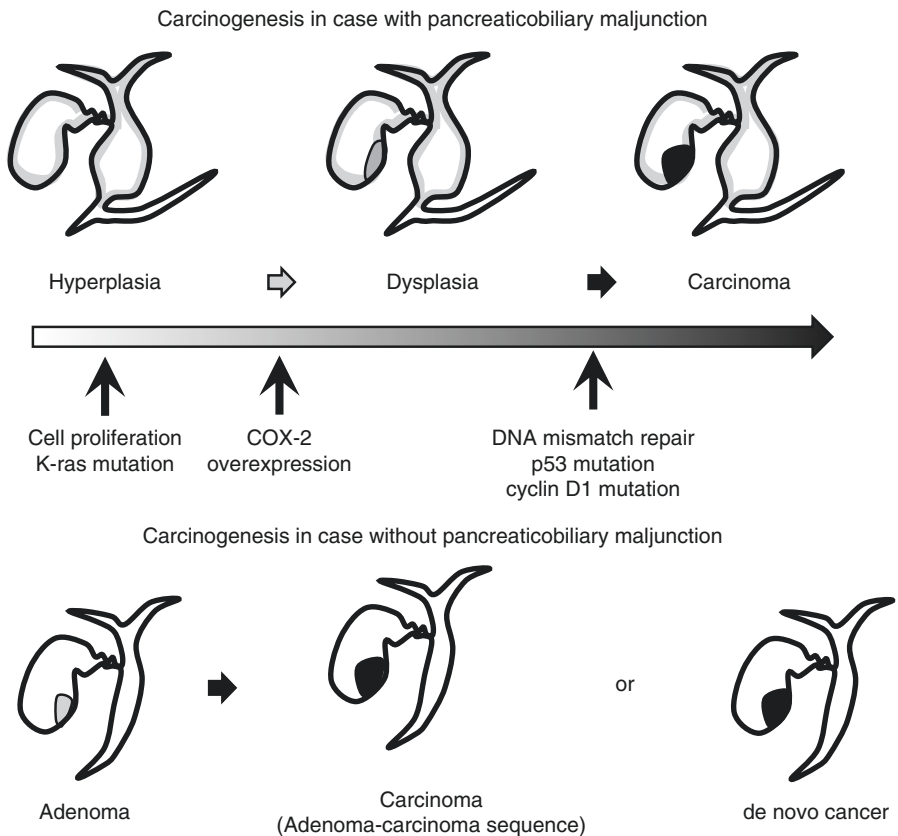 Carcinogenesis in case with pancreaticobiliary maljunction
Hyperplasia
Dysplasia
Carcinoma
Cell proliferation
K-ras mutation
COX-2
overexpression
DNA mismatch repair
p53 mutation
cyclin D1 mutation
Carcinogenesis in case without pancreaticobiliary maljunction
or
Adenoma
Carcinoma
(Adenoma-carcinoma sequence)
de novo cancer